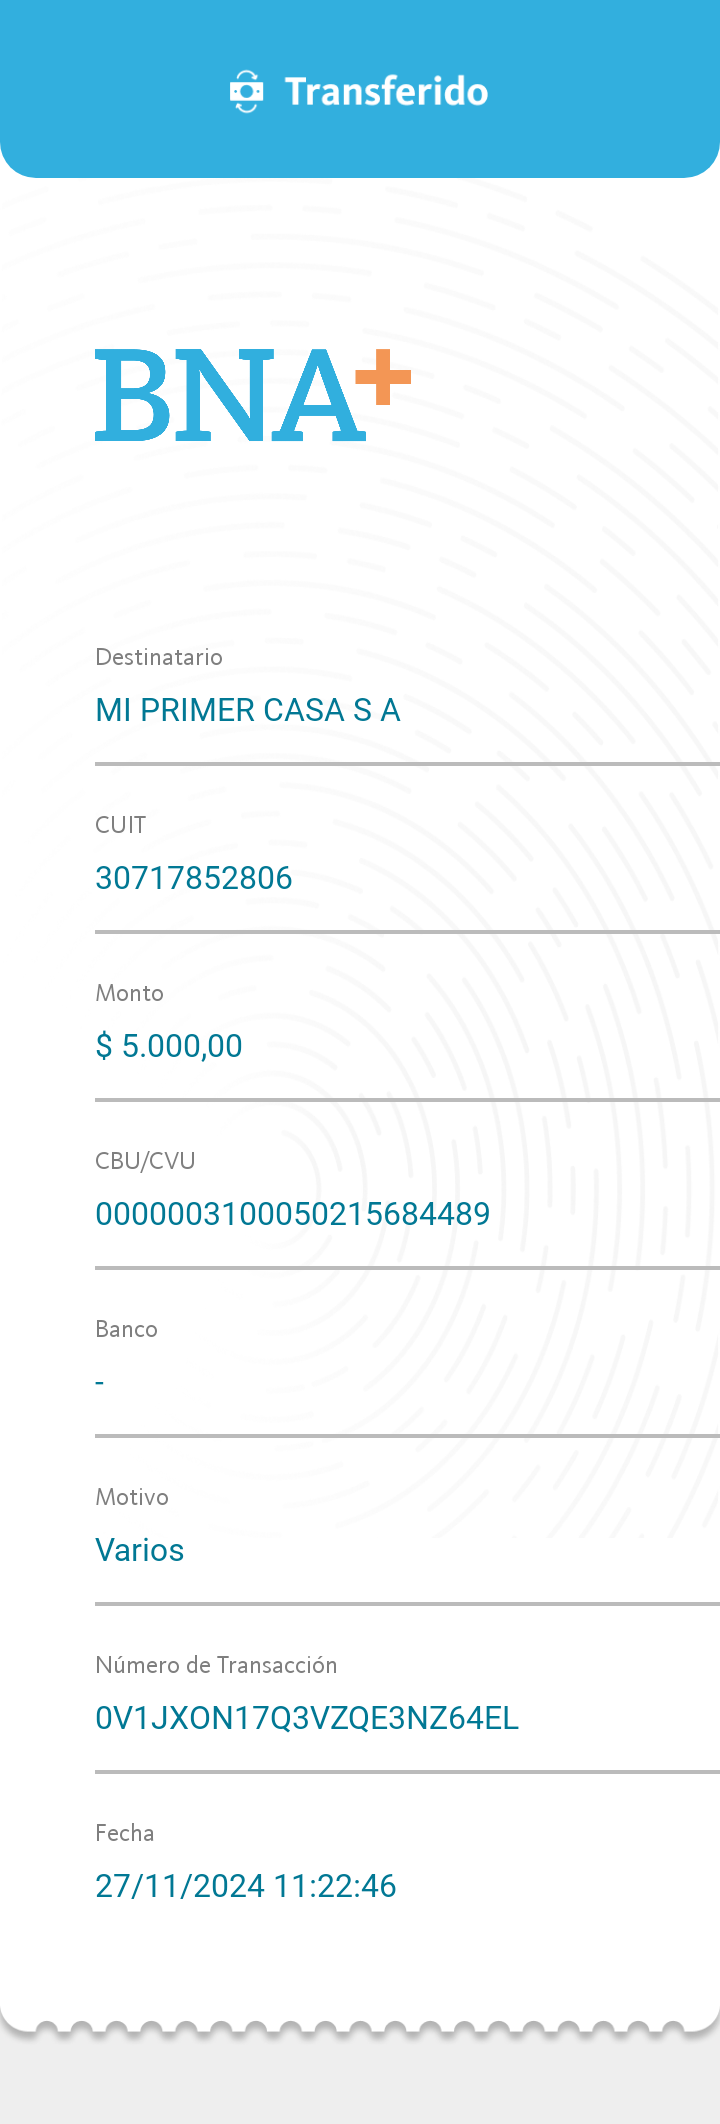 Transferido
BNA+
Destinatario
MI PRIMER CASA S A
CUIT
30717852806
Monto
$ 5.000,00
CBU/CVU
0000003100050215684489
Banco
-
Motivo
Varios
Número de Transacción
0V1JXON17Q3VZQE3NZ64EL
Fecha
27/11/2024 11:22:46